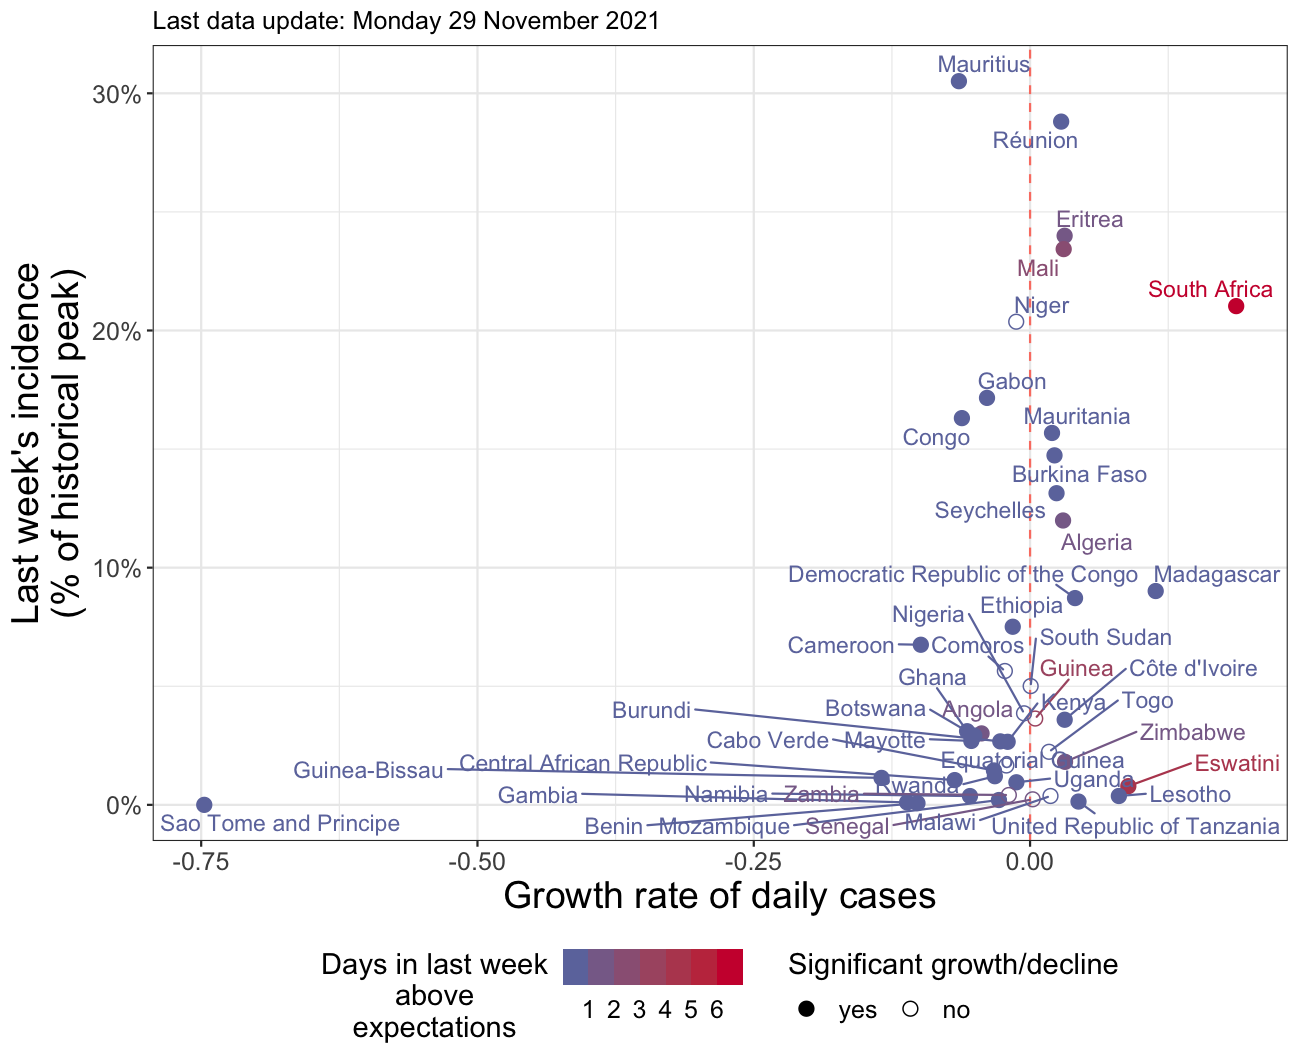 Last data update: Monday 29 November 2021
Last week's incidence
(% of historical peak)
30%
20%
10%
0%
Mauritius
Réunion
Eritrea
Mali
South Africa
Niger
Gabon
Mauritania
Congo
Burkina Faso
Seychelles
Algeria
Democratic Republic of the Congo
Madagascar
Ethiopia
Nigeria
South Sudan
Cameroon
Comoros
Guinea
Côte d'Ivoire
Ghana
Kenya
Togo
Burundi
Botswana
Angola
Zimbabwe
Cabo Verde
Mayotte
Equatorial Guinea
Eswatini
Guinea-Bissau
Central African Republic
Uganda
Rwanda
Gambia
Namibia
Zambia
Lesotho
Sao Tome and Principe
Benin
Mozambique
Senegal
Malawi
United Republic of Tanzania
-0.75
-0.50
-0.25
0.00
Growth rate of daily cases
Days in last week
above
expectations
1 2 3 4 5 6
Significant growth/decline
yes
no